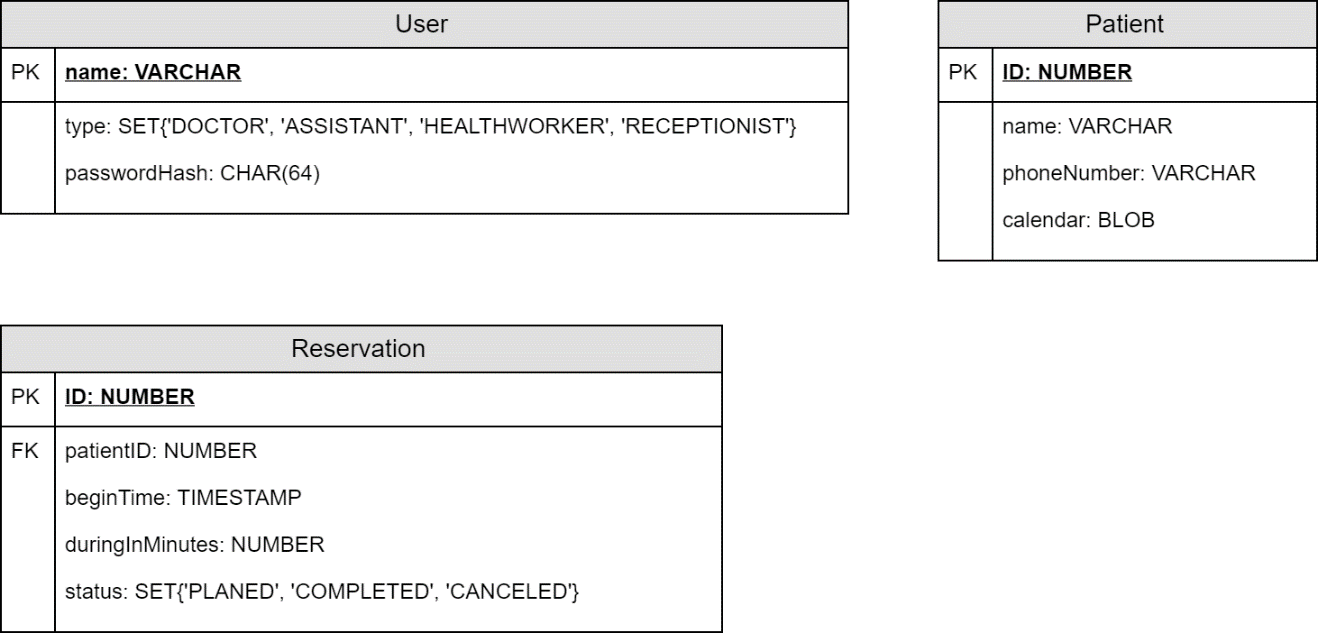 User
PK name: VARCHAR
type: SET{'DOCTOR', 'ASSISTANT', 'HEALTHWORKER', 'RECEPTIONIST'}
passwordHash: CHAR(64)
Patient
PK ID: NUMBER
name: VARCHAR
phoneNumber: VARCHAR
calendar: BLOB
Reservation
PK ID: NUMBER
FK patientID: NUMBER
beginTime: TIMESTAMP
duringInMinutes: NUMBER
status: SET{'PLANED', 'COMPLETED', 'CANCELED'}